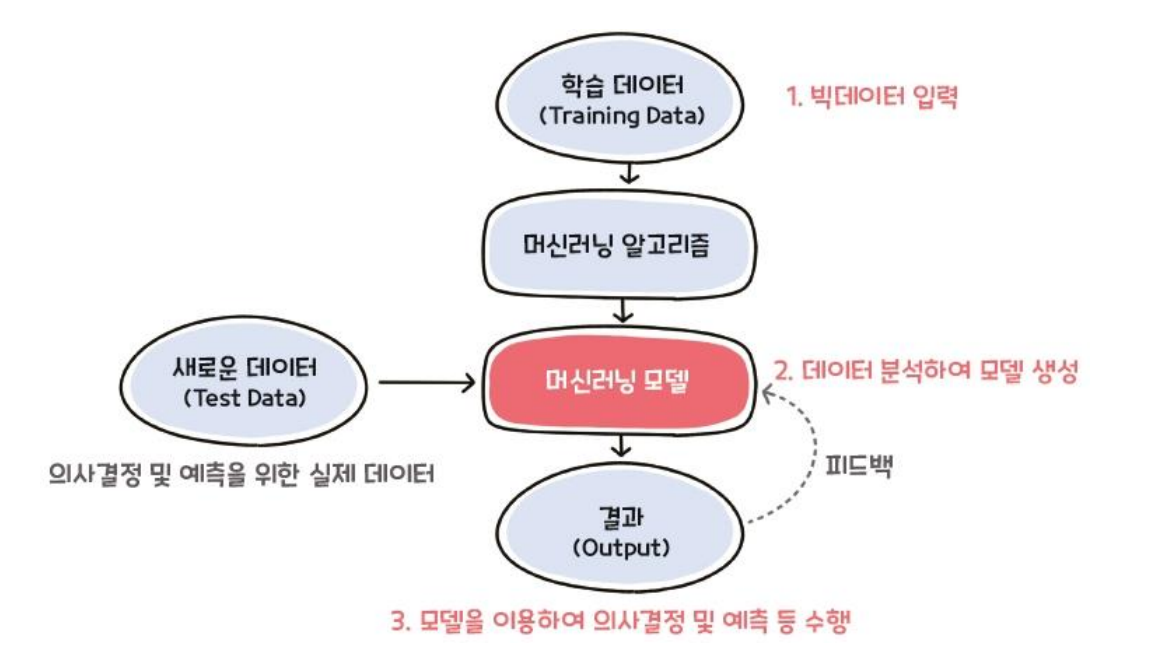 학습 데이터
(Training Data)
1. 빅데이터 입력
머신러닝 알고리즘
새로운 데이터
(Test Data)
의사결정 및 예측을 위한 실제 데이터
머신러닝 모델
2. 데이터 분석하여 모델 생성
피드백
결과
(Output)
3. 모델을 이용하여 의사결정 및 예측 등 수행